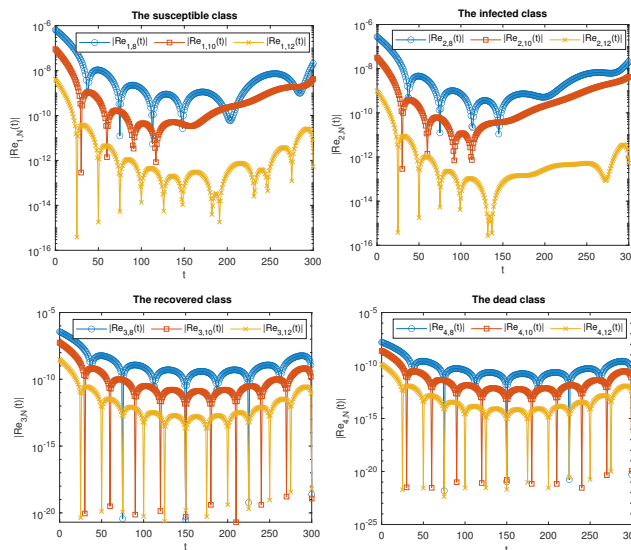 The susceptible class
|Re1,8(t)| |Re1,10(t)| |Re1,12(t)|
10-6
10-8
10-10
10-12
10-14
10-16
|Re1,N(t)|
0 50 100 150 200 250 300
t
The infected class
|Re2,8(t)| |Re2,10(t)| |Re2,12(t)|
10-6
10-8
10-10
10-12
10-14
10-16
|Re2,N(t)|
0 50 100 150 200 250 300
t
The recovered class
|Re3,8(t)| |Re3,10(t)| |Re3,12(t)|
10-5
10-10
10-15
10-20
|Re3,N(t)|
0 50 100 150 200 250 300
t
The dead class
|Re4,8(t)| |Re4,10(t)| |Re4,12(t)|
10-5
10-10
10-15
10-20
10-25
|Re4,N(t)|
0 50 100 150 200 250 300
t